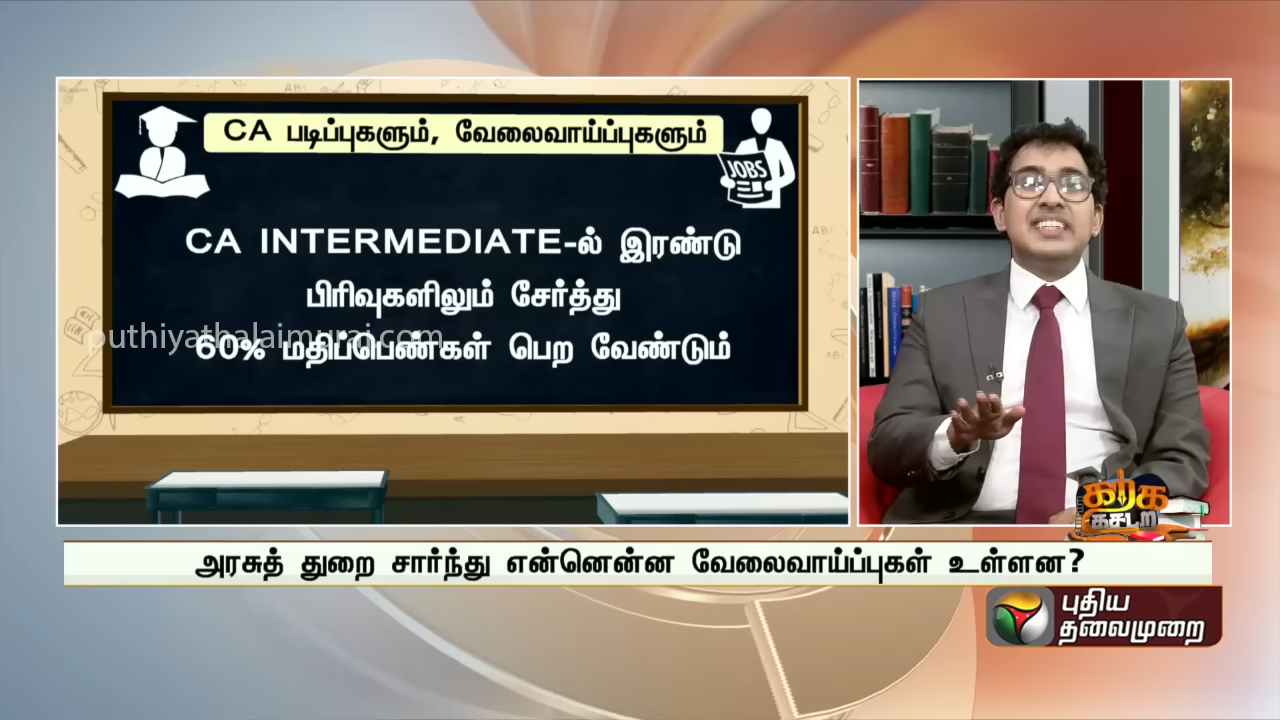 CA படிப்புகளும், வேலைவாய்ப்புகளும்
JOBS
CA INTERMEDIATE-ல் இரண்டு
பிரிவுகளிலும் சேர்த்து
60% மதிப்பெண்கள் பெற வேண்டும்
puthiyathalaimurai.com
கற்க
கசடற
அரசுத் துறை சார்ந்து என்னென்ன வேலைவாய்ப்புகள் உள்ளன?
புதிய
தலைமுறை